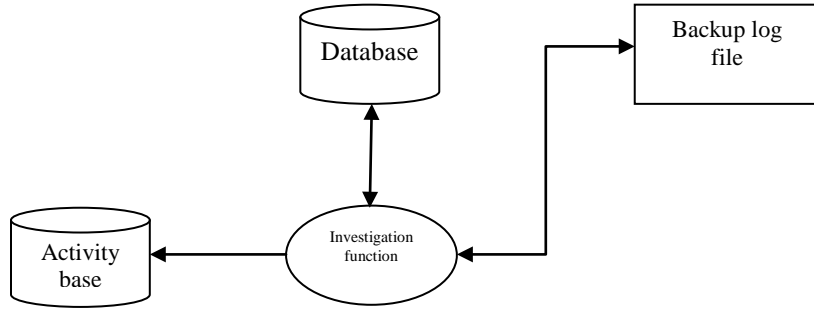 Database
Backup log
file
Investigation
function
Activity
base